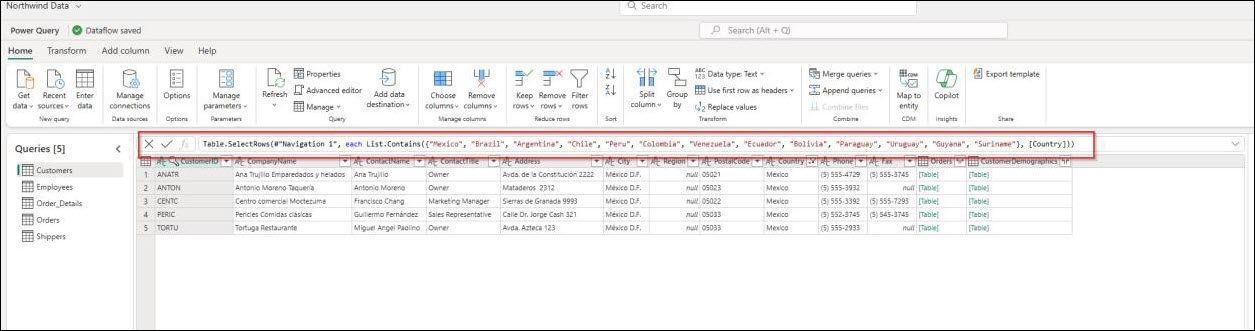 Northwind Data
Search
Power Query Dataflow saved
Search (Alt + Q)
Home Transform Add column View Help
Get data Recent sources Enter data
New query
Manage connections
Data sources
Options
Options
Manage parameters
Parameters
Refresh
Properties
Advanced editor
Manage
Query
Add data destination
Choose columns Remove columns
Manage columns
Keep rows Remove rows Filter rows
Reduce rows
Sort
Split column Group by
Data type: Text
Use first row as headers
Replace values
Transform
Merge queries
Append queries
Combine files
Combine
Map to entity
CDM
Copilot
Insights
Export template
Share
Table.SelectRows(#"Navigation 1", each List.Contains({"Mexico", "Brazil", "Argentina", "Chile", "Peru", "Colombia", "Venezuela", "Ecuador", "Bolivia", "Paraguay", "Uruguay", "Guyana", "Suriname"}, [Country]))
Queries [5]
Customers
Employees
Order_Details
Orders
Shippers
CustomerID CompanyName ContactName ContactTitle Address City Region PostalCode Country Phone Fax Orders CustomerDemographics
1 ANATR Ana Trujillo Emparedados y helados Ana Trujillo Owner Avda. de la Constitución 2222 México D.F. null 05021 Mexico (5) 555-4729 (5) 555-3745 [Table] [Table]
2 ANTON Antonio Moreno Taquería Antonio Moreno Owner Mataderos 2312 México D.F. null 05023 Mexico (5) 555-3932 null [Table] [Table]
3 CENTC Centro comercial Moctezuma Francisco Chang Marketing Manager Sierras de Granada 9993 México D.F. null 05022 Mexico (5) 555-3392 (5) 555-7293 [Table] [Table]
4 PERIC Pericles Comidas clásicas Guillermo Fernández Sales Representative Calle Dr. Jorge Cash 321 México D.F. null 05033 Mexico (5) 552-3745 (5) 545-3745 [Table] [Table]
5 TORTU Tortuga Restaurante Miguel Angel Paolino Owner Avda. Azteca 123 México D.F. null 05033 Mexico (5) 555-2933 null [Table] [Table]